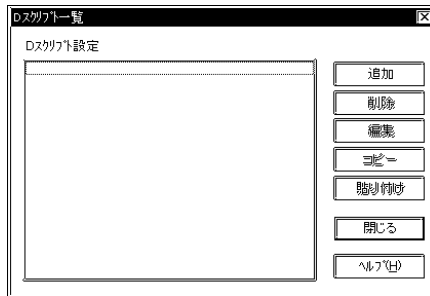 Dｽｸﾘﾌﾟﾄ一覧
Dｽｸﾘﾌﾟﾄ設定
追加
削除
編集
コピー
貼り付け
閉じる
ﾍﾙﾌﾟ(H)